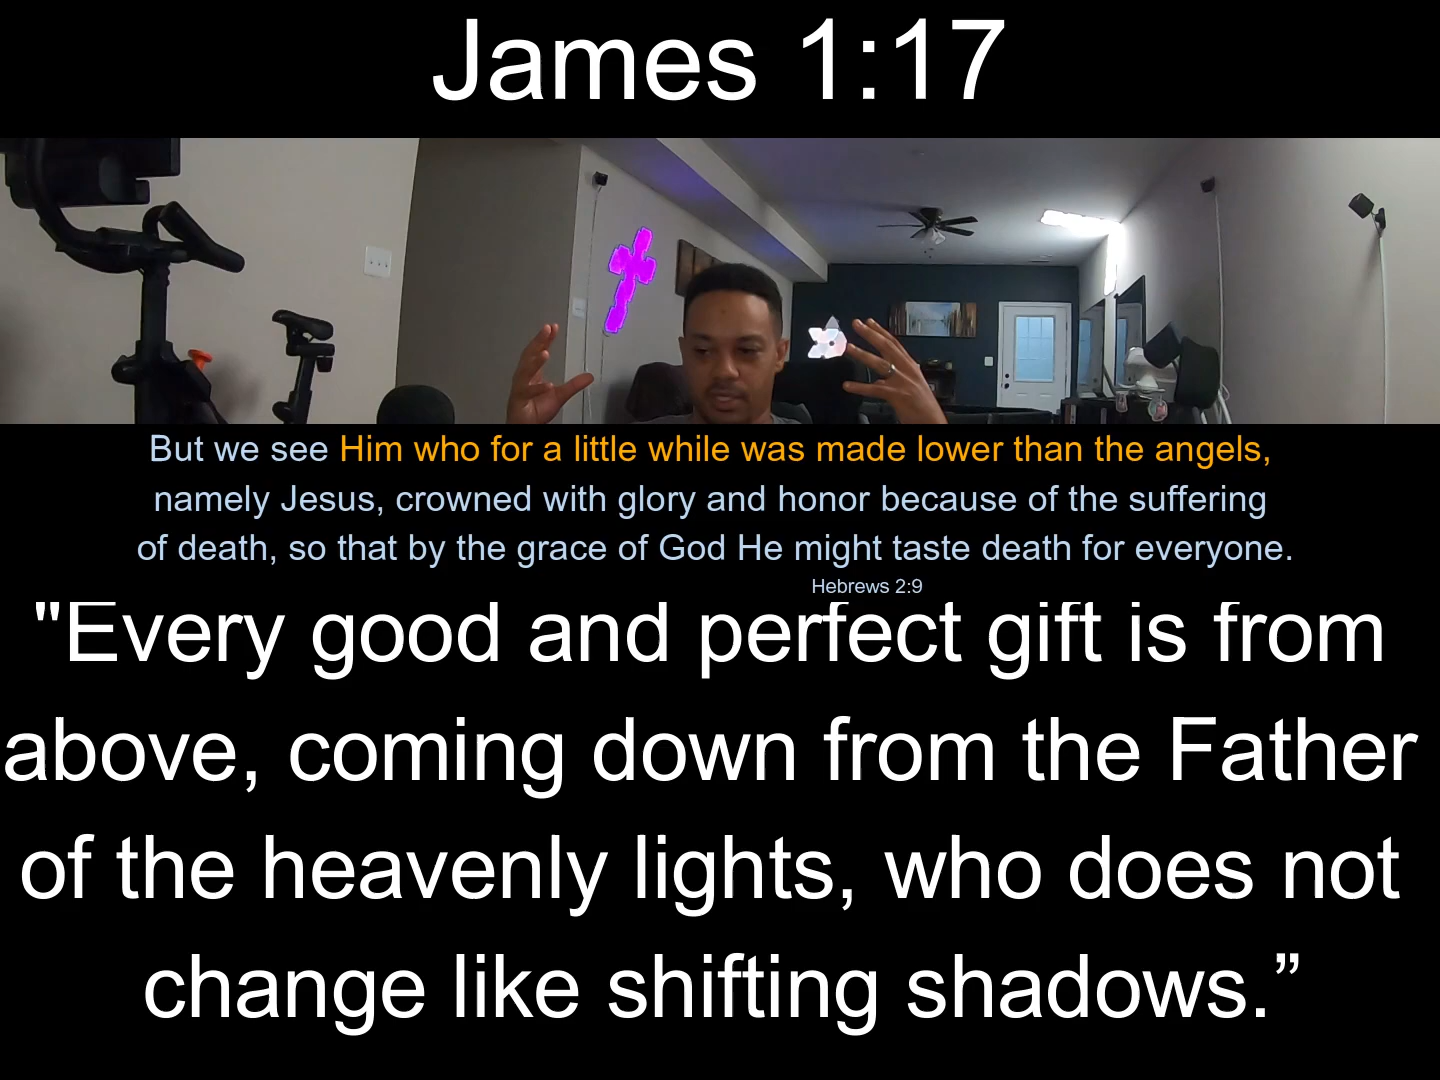 James 1:17
But we see Him who for a little while was made lower than the angels,
namely Jesus, crowned with glory and honor because of the suffering
of death, so that by the grace of God He might taste death for everyone.
Hebrews 2:9
"Every good and perfect gift is from
above, coming down from the Father
of the heavenly lights, who does not
change like shifting shadows.”